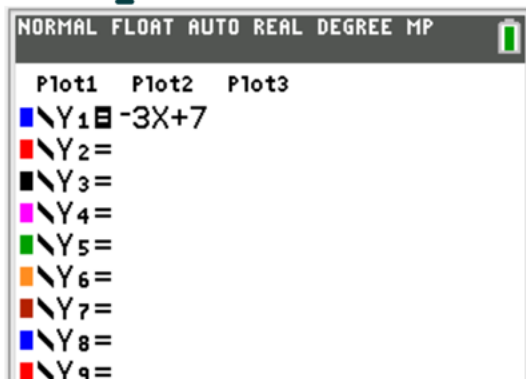 NORMAL FLOAT AUTO REAL DEGREE MP
Plot1 Plot2 Plot3
\Y1=-3X+7
\Y2=
\Y3=
\Y4=
\Y5=
\Y6=
\Y7=
\Y8=
\Y9=